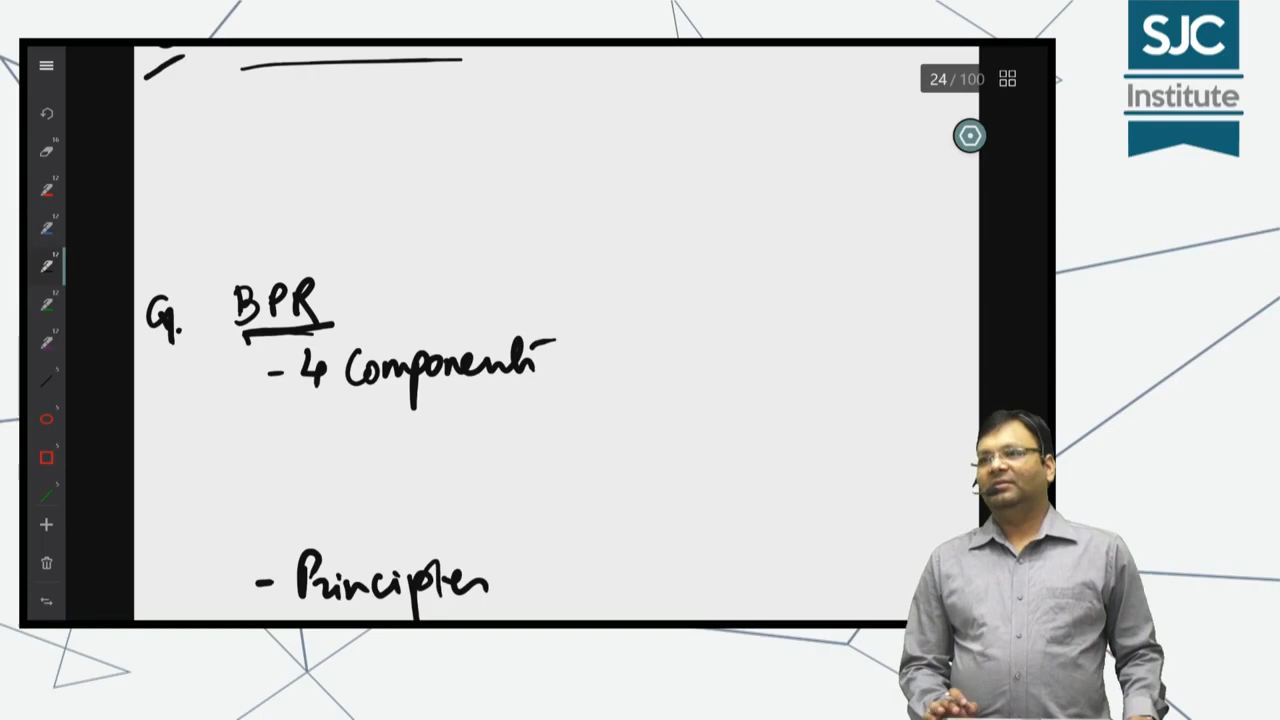 SJC
Institute
24 / 100
G. BPR
- 4 Components
- Principles